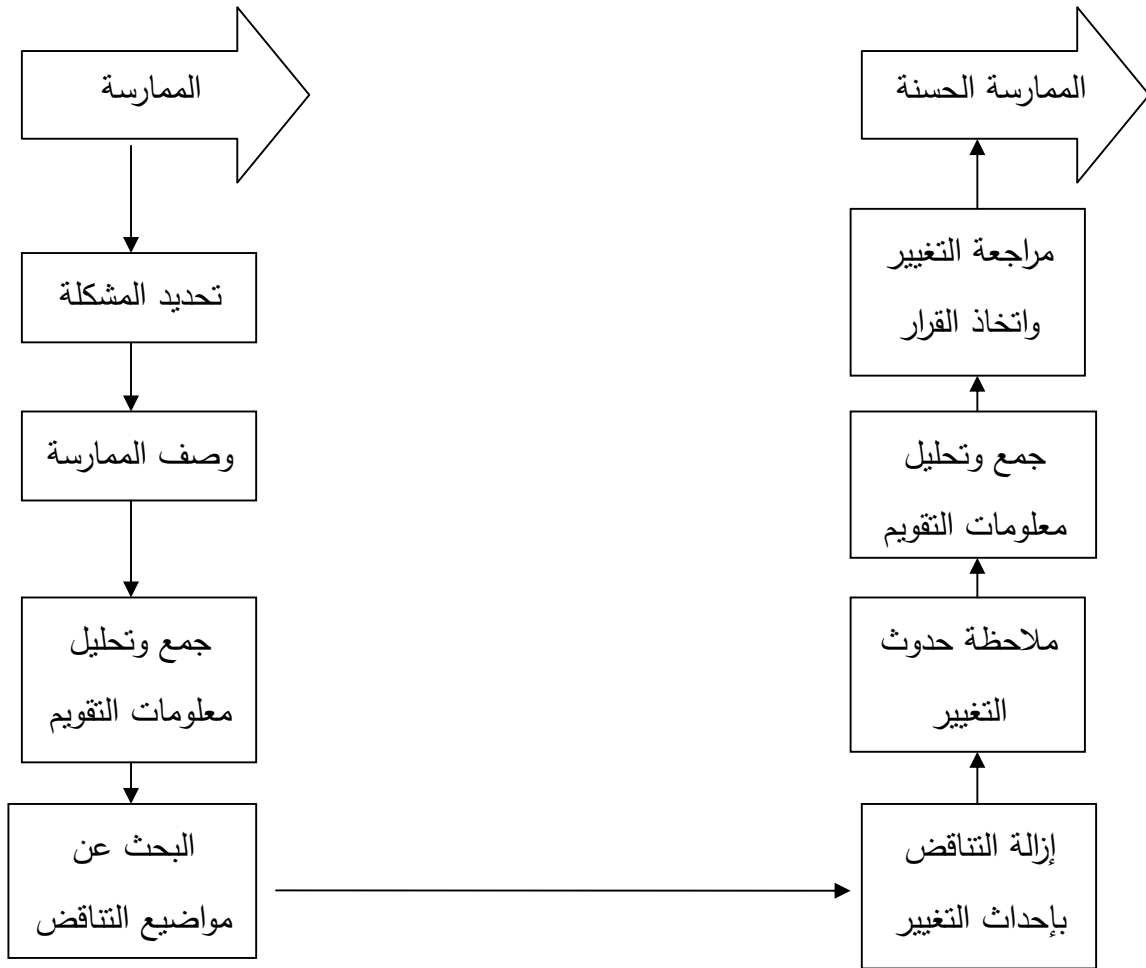 الممارسة
تحديد المشكلة
وصف الممارسة
جمع وتحليل
معلومات التقويم
البحث عن
مواضيع التناقض
إزالة التناقض
بإحداث التغيير
ملاحظة حدوث
التغيير
جمع وتحليل
معلومات التقويم
مراجعة التغيير
واتخاذ القرار
الممارسة الحسنة